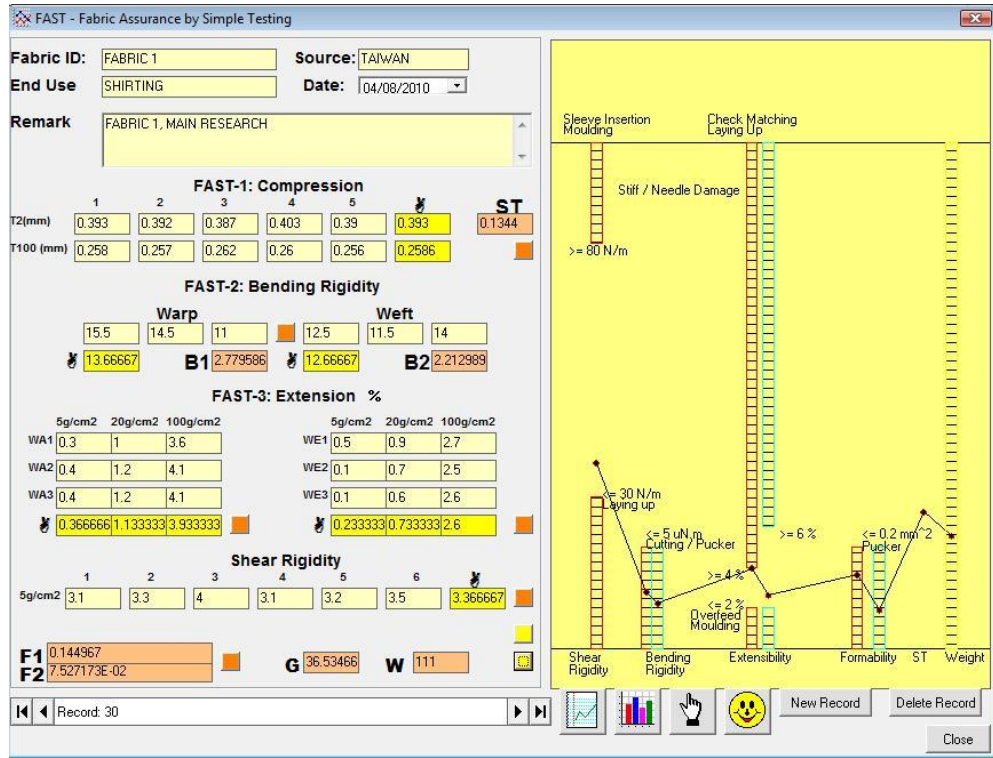 FAST - Fabric Assurance by Simple Testing
Fabric ID: FABRIC 1 Source: TAIWAN
End Use SHIRTING Date: 04/08/2010
Remark FABRIC 1, MAIN RESEARCH
FAST-1: Compression
1 2 3 4 5 ST
T2(mm) 0.393 0.392 0.387 0.403 0.39 0.393 0.1344
T100 (mm) 0.258 0.257 0.262 0.26 0.256 0.2586
FAST-2: Bending Rigidity
Warp Weft
15.5 14.5 11 12.5 11.5 14
13.66667 B1 2.779586 12.66667 B2 2.212989
FAST-3: Extension %
5g/cm2 20g/cm2 100g/cm2 5g/cm2 20g/cm2 100g/cm2
WA1 0.3 1 3.6 WE1 0.5 0.9 2.7
WA2 0.4 1.2 4.1 WE2 0.1 0.7 2.5
WA3 0.4 1.2 4.1 WE3 0.1 0.6 2.6
0.366666 1.133333 3.933333 0.233333 0.733333 2.6
Shear Rigidity
1 2 3 4 5 6
5g/cm2 3.1 3.3 4 3.1 3.2 3.5 3.366667
F1 0.144967
F2 7.527173E-02
G 36.53466 W 111
Record: 30
Sleeve Insertion
Moulding
Check Matching
Laying Up
Stiff / Needle Damage
>= 80 N/m
<= 30 N/m
Laying up
<= 5 uN.m
Cutting / Pucker
>= 6 %
<= 0.2 mm^2
Pucker
>= 4 %
<= 2 %
Overfeed
Moulding
Shear
Rigidity
Bending
Rigidity
Extensibility
Formability
ST
Weight
New Record
Delete Record
Close